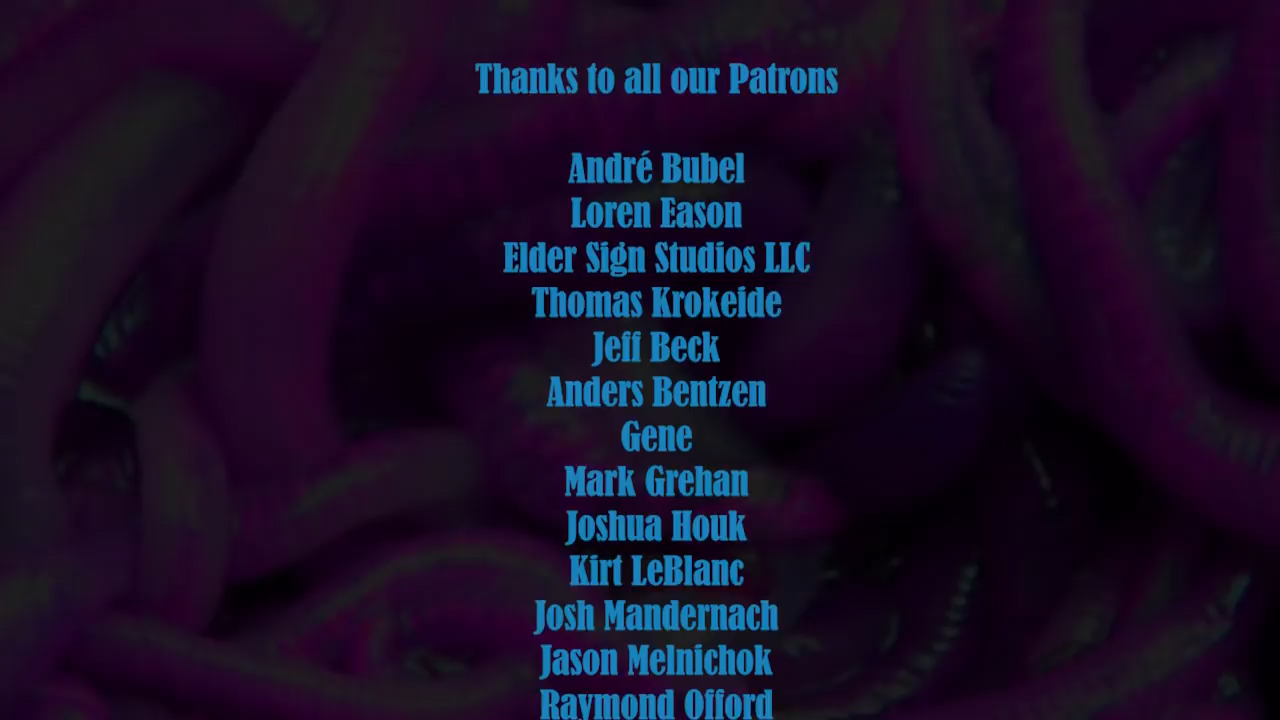 Thanks to all our Patrons
André Bubel
Loren Eason
Elder Sign Studios LLC
Thomas Krokeide
Jeff Beck
Anders Bentzen
Gene
Mark Grehan
Joshua Houk
Kirt LeBlanc
Josh Mandernach
Jason Melnichok
Raymond Offord